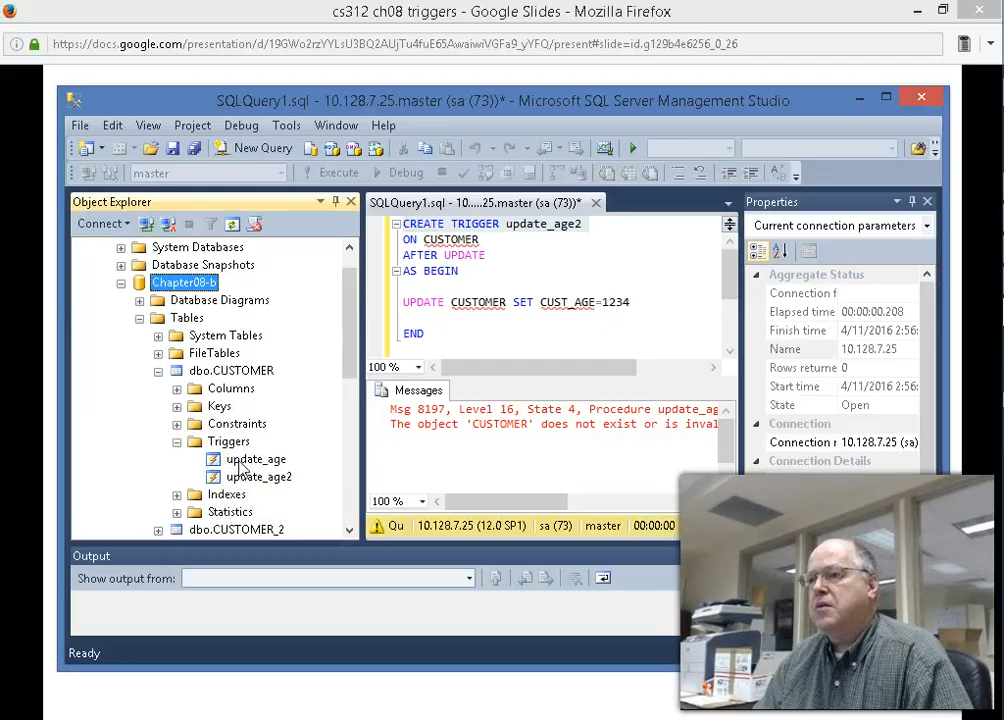 cs312 ch08 triggers - Google Slides - Mozilla Firefox
https://docs.google.com/presentation/d/19GWo2rzYYLsU3BQ2AUjTu4fuE65AwaiwiVGFa9_yYFQ/present#slide=id.g129b4e6256_0_26
SQLQuery1.sql - 10.128.7.25.master (sa (73))* - Microsoft SQL Server Management Studio
File Edit View Project Debug Tools Window Help
New Query
master Execute Debug
Object Explorer
Connect
System Databases
Database Snapshots
Chapter08-b
Database Diagrams
Tables
System Tables
FileTables
dbo.CUSTOMER
Columns
Keys
Constraints
Triggers
update_age
update_age2
Indexes
Statistics
dbo.CUSTOMER_2
SQLQuery1.sql - 10.....25.master (sa (73))*
CREATE TRIGGER update_age2
ON CUSTOMER
AFTER UPDATE
AS BEGIN
UPDATE CUSTOMER SET CUST_AGE=1234
END
100 %
Messages
Msg 8197, Level 16, State 4, Procedure update_ag
The object 'CUSTOMER' does not exist or is inval
100 %
Qu 10.128.7.25 (12.0 SP1) sa (73) master 00:00:00
Properties
Current connection parameters
Aggregate Status
Connection f
Elapsed time 00:00:00.208
Finish time 4/11/2016 2:56:
Name 10.128.7.25
Rows returne 0
Start time 4/11/2016 2:56:
State Open
Connection
Connection r 10.128.7.25 (sa)
Connection Details
Output
Show output from:
Ready